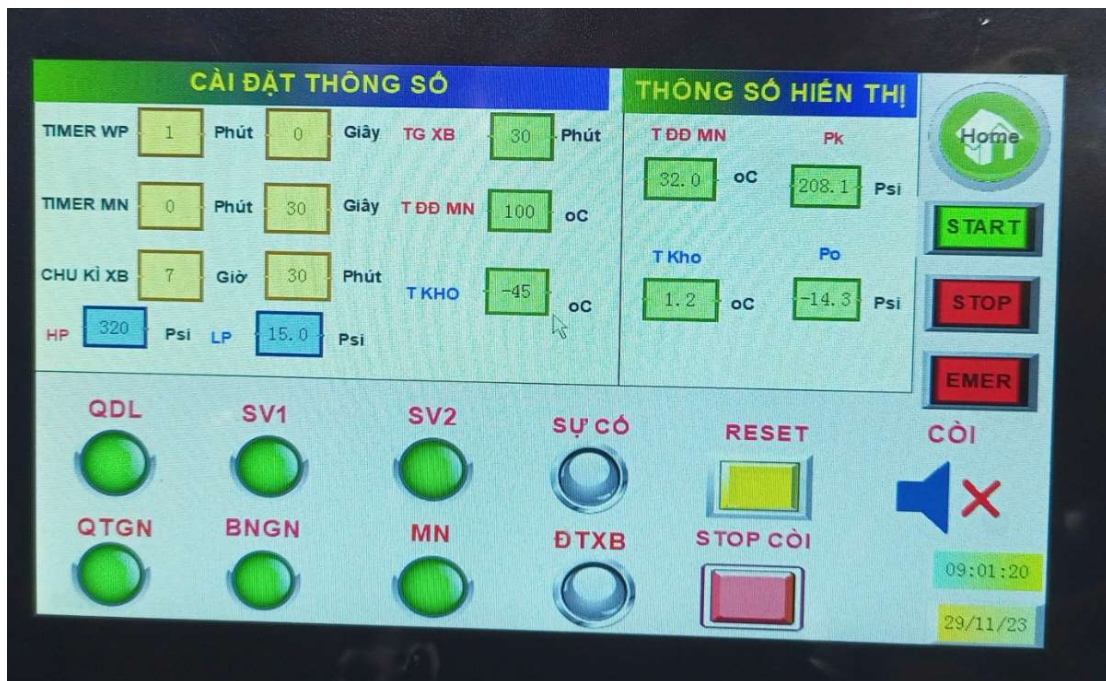 CÀI ĐẶT THÔNG SỐ
TIMER WP 1 Phút 0 Giây TG XB 30 Phút
TIMER MN 0 Phút 30 Giây T ĐĐ MN 100 oC
CHU KÌ XB 7 Giờ 30 Phút T KHO -45 oC
HP 320 Psi LP 15.0 Psi
THÔNG SỐ HIỂN THỊ
T ĐĐ MN Pk
32.0 oC 208.1 Psi
T Kho Po
1.2 oC -14.3 Psi
Home
START
STOP
EMER
QDL SV1 SV2 SỰ CỐ RESET CÒI
QTGN BNGN MN ĐTXB STOP CÒI
09:01:20
29/11/23